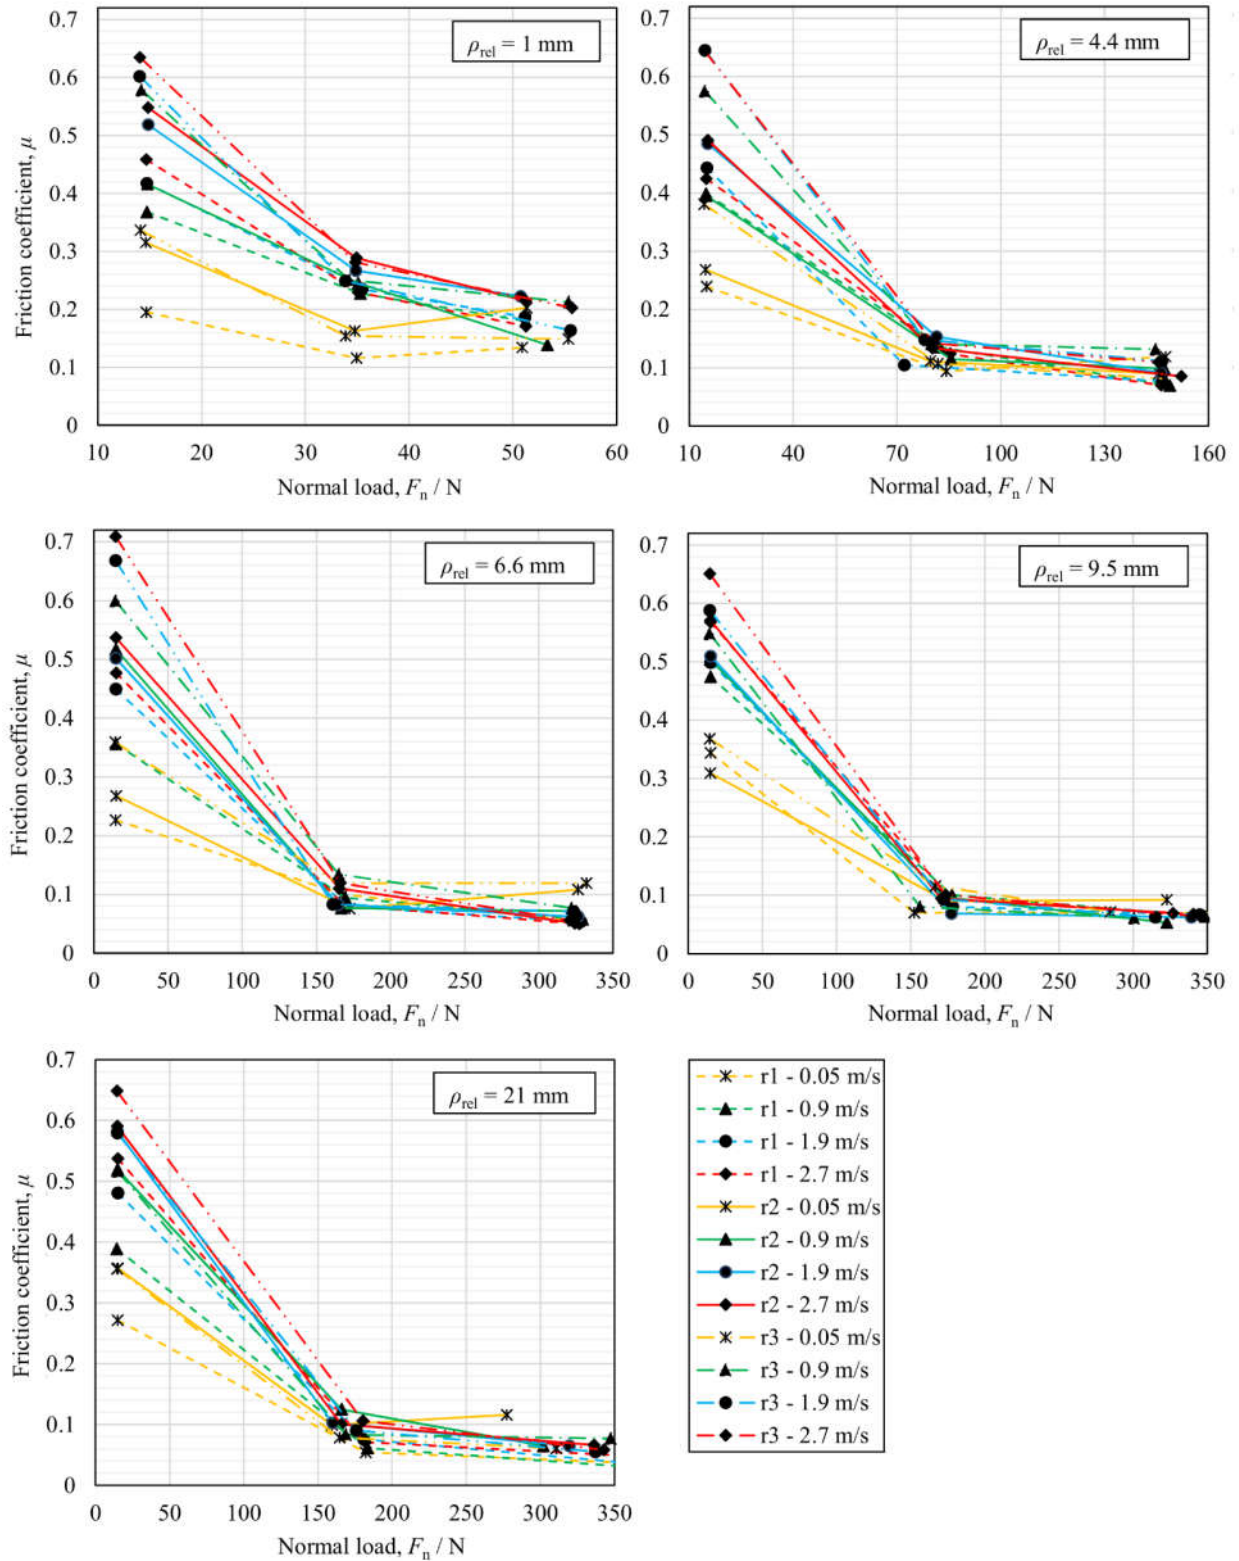 ρrel = 1 mm
0.7
0.6
0.5
0.4
0.3
0.2
0.1
0
Friction coefficient, μ
10 20 30 40 50 60
Normal load, Fn / N
ρrel = 4.4 mm
0.7
0.6
0.5
0.4
0.3
0.2
0.1
0
10 40 70 100 130 160
Normal load, Fn / N
ρrel = 6.6 mm
0.7
0.6
0.5
0.4
0.3
0.2
0.1
0
Friction coefficient, μ
0 50 100 150 200 250 300 350
Normal load, Fn / N
ρrel = 9.5 mm
0.7
0.6
0.5
0.4
0.3
0.2
0.1
0
0 50 100 150 200 250 300 350
Normal load, Fn / N
ρrel = 21 mm
0.7
0.6
0.5
0.4
0.3
0.2
0.1
0
Friction coefficient, μ
0 50 100 150 200 250 300 350
Normal load, Fn / N
r1 - 0.05 m/s
r1 - 0.9 m/s
r1 - 1.9 m/s
r1 - 2.7 m/s
r2 - 0.05 m/s
r2 - 0.9 m/s
r2 - 1.9 m/s
r2 - 2.7 m/s
r3 - 0.05 m/s
r3 - 0.9 m/s
r3 - 1.9 m/s
r3 - 2.7 m/s